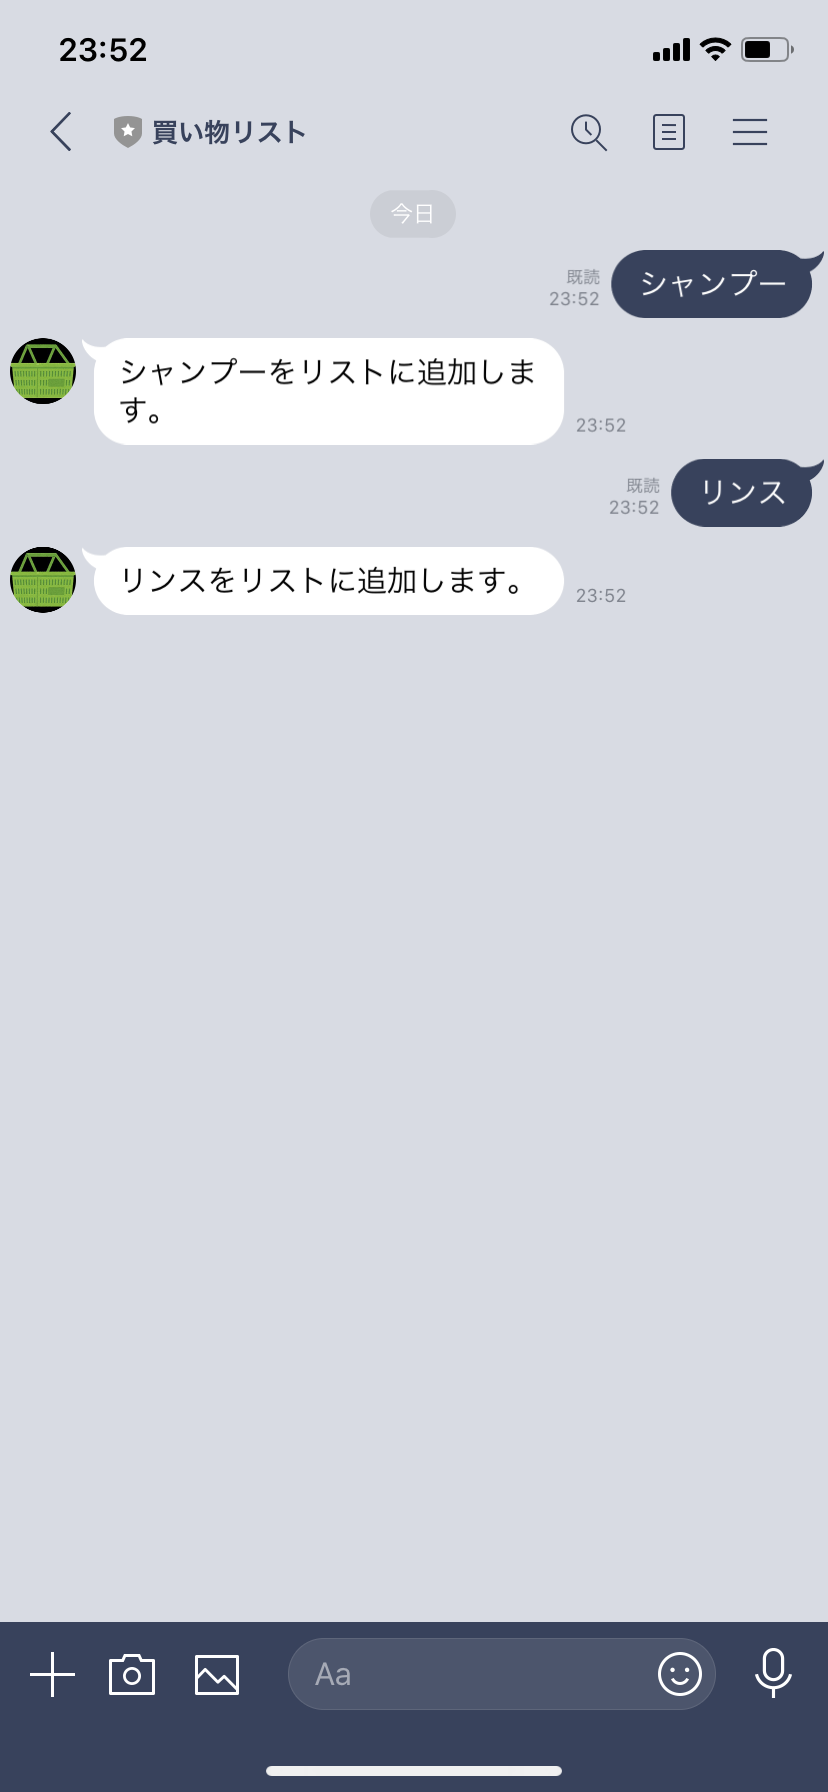 23:52
買い物リスト
今日
既読
23:52
シャンプー
シャンプーをリストに追加しま
す。
23:52
既読
23:52
リンス
リンスをリストに追加します。
23:52
Aa